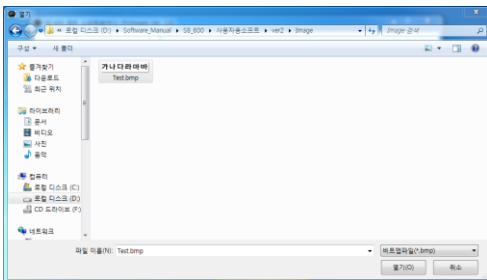 열기
« 로컬 디스크 (D:) ▸ Software_Manual ▸ SB_600 ▸ 사용자용소프트 ▸ ver2 ▸ Image
Image 검색
구성 ▾ 새 폴더
즐겨찾기
다운로드
최근 위치
라이브러리
문서
비디오
사진
음악
컴퓨터
로컬 디스크 (C:)
로컬 디스크 (D:)
CD 드라이브 (F:)
네트워크
가나다라마바
Test.bmp
파일 이름(N): Test.bmp
비트맵파일(*.bmp)
열기(O) 취소